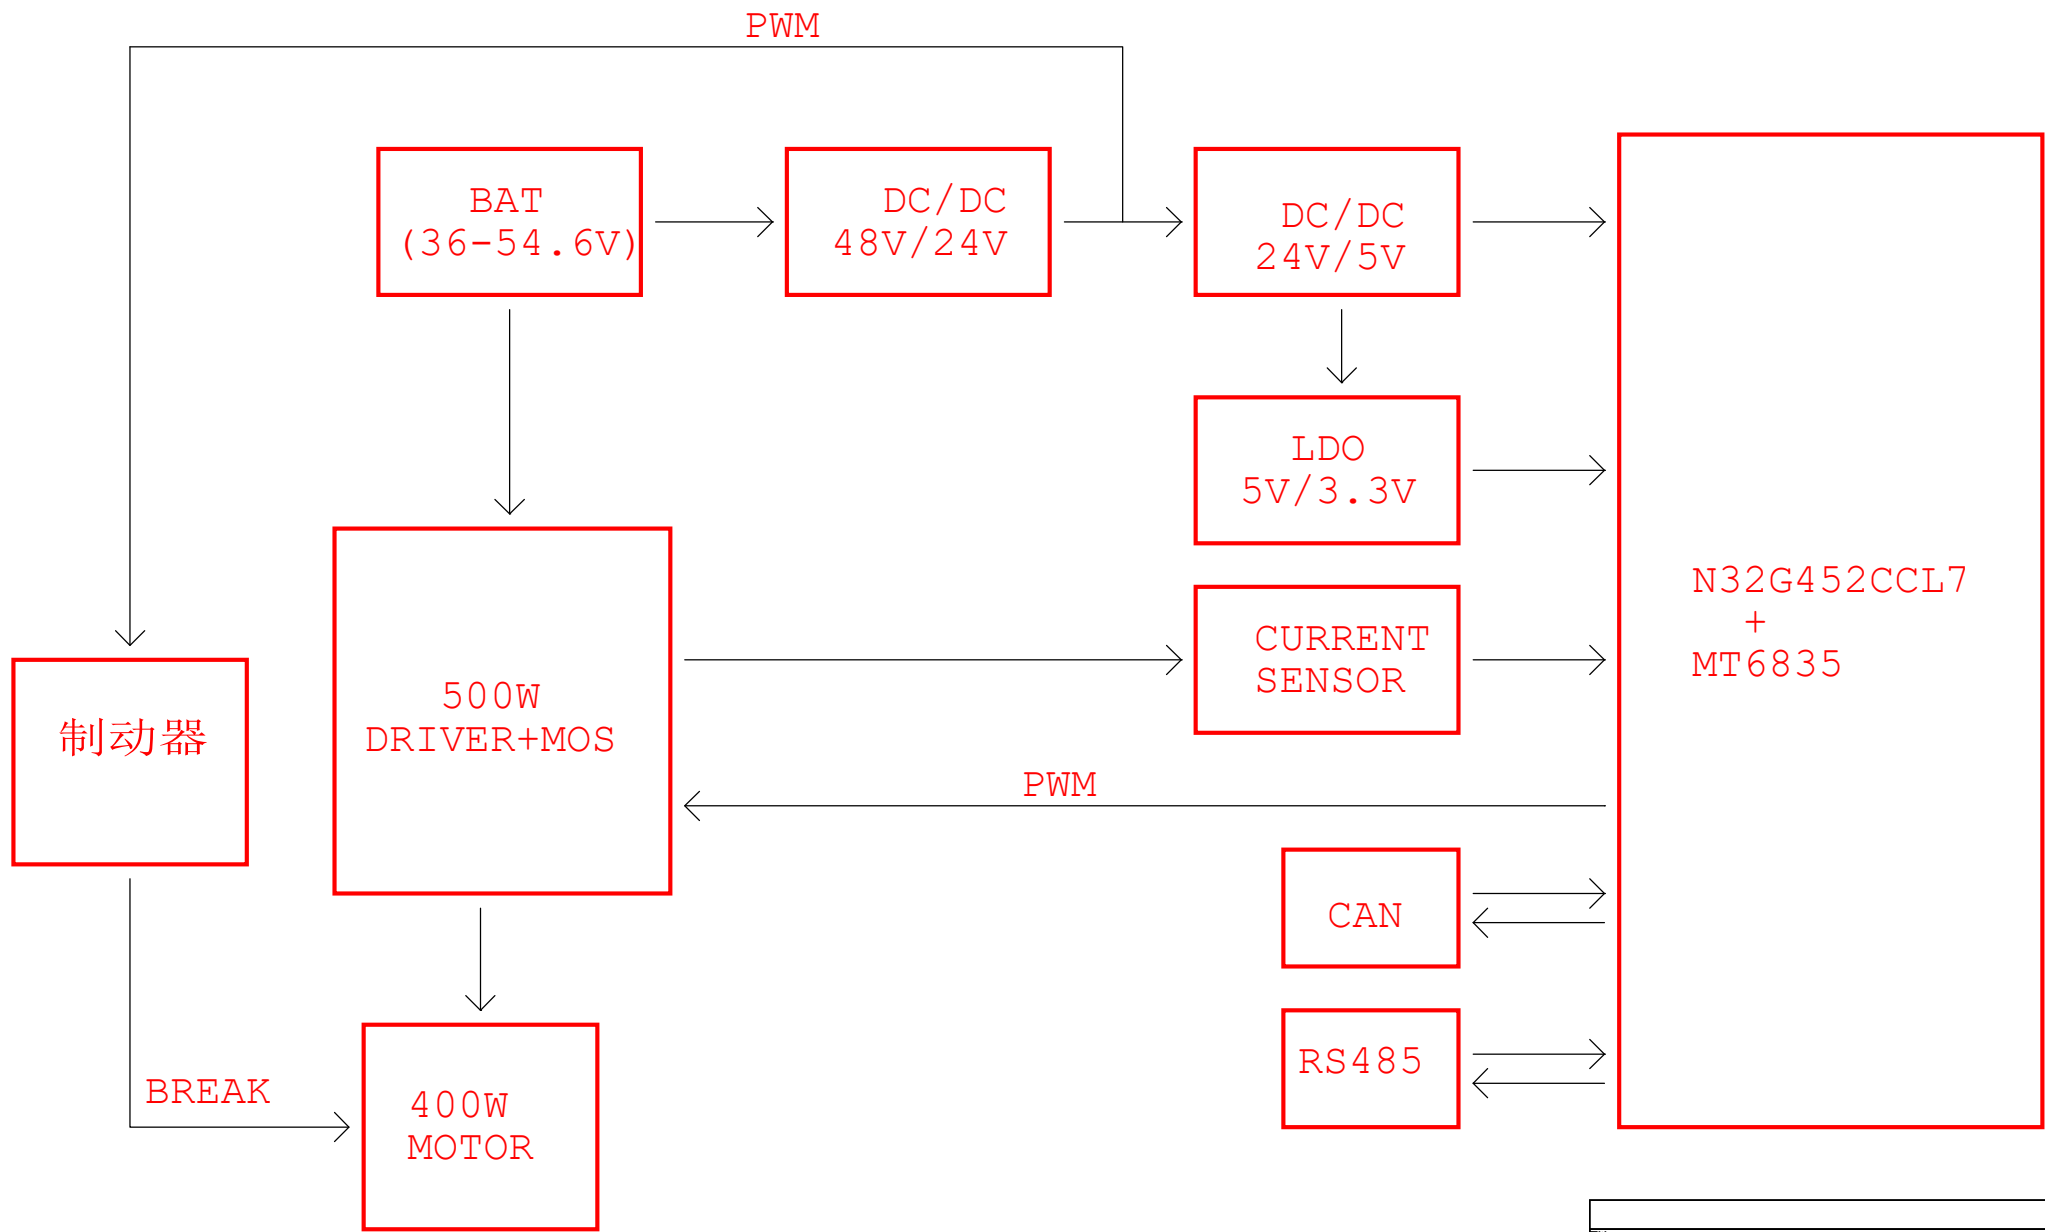 PWM
BAT
(36-54.6V)
DC/DC
48V/24V
DC/DC
24V/5V
LDO
5V/3.3V
N32G452CCL7
+
MT6835
CURRENT
SENSOR
500W
DRIVER+MOS
制动器
PWM
CAN
RS485
BREAK
400W
MOTOR